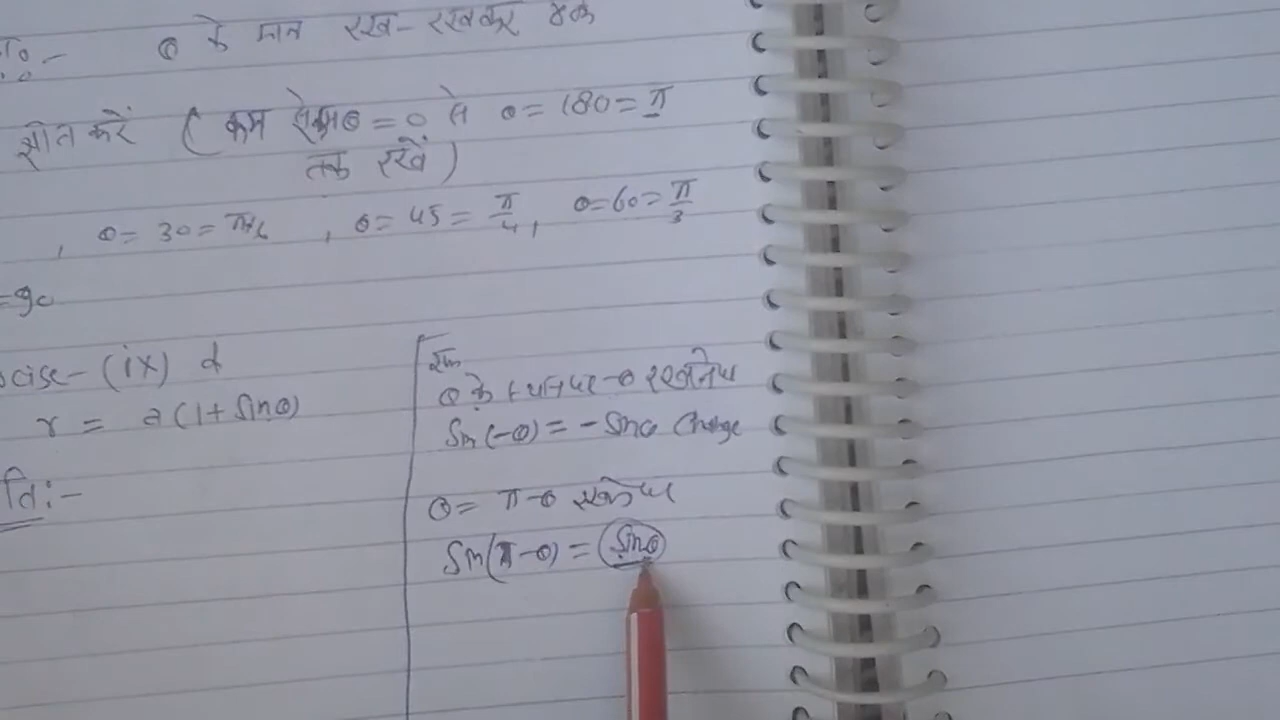 θ के मान रख-रखकर
ज्ञात करें ( कम से कम θ = 0 से θ = 180 = π
तक रखें )
, θ = 30 = π/6 , θ = 45 = π/4 , θ = 60 = π/3
= 90
cise - (ix) d
r = a(1 + sinθ)
रफ
θ के स्थान पर -θ रखने पर
Sin(-θ) = - sinθ Change
ति :-
θ = π - θ रखने पर
Sin(π - θ) = Sinθ